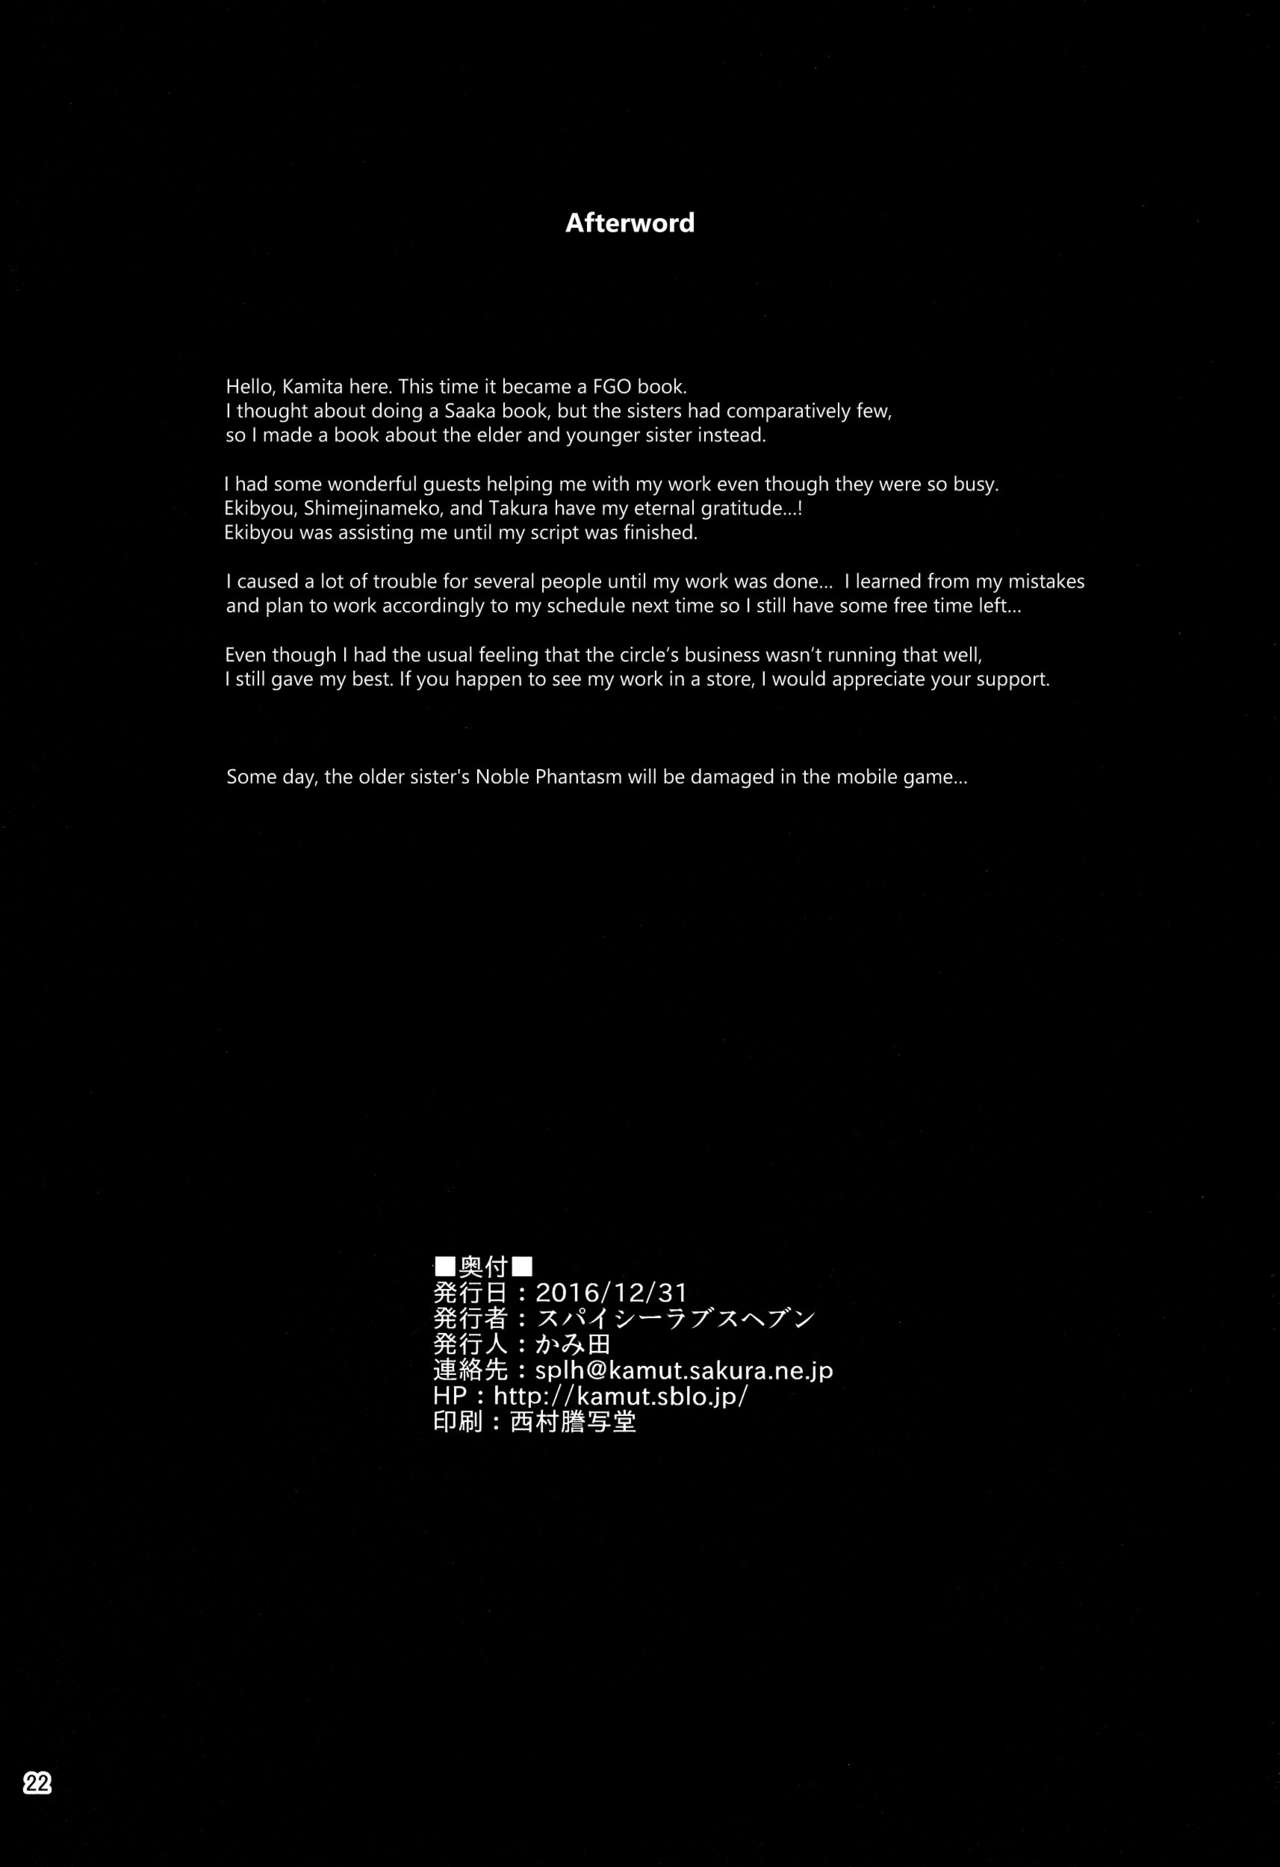 Afterword
Hello, Kamita here. This time it became a FGO book.
I thought about doing a Saaka book, but the sisters had comparatively few,
so I made a book about the elder and younger sister instead.
I had some wonderful guests helping me with my work even though they were so busy.
Ekibyou, Shimejinameko, and Takura have my eternal gratitude...!
Ekibyou was assisting me until my script was finished.
I caused a lot of trouble for several people until my work was done...  I learned from my mistakes
and plan to work accordingly to my schedule next time so I still have some free time left...
Even though I had the usual feeling that the circle's business wasn't running that well,
I still gave my best. If you happen to see my work in a store, I would appreciate your support.
Some day, the older sister's Noble Phantasm will be damaged in the mobile game...
■奥付■
発行日：2016/12/31
発行者：スパイシーラブスヘブン
発行人：かみ田
連絡先：splh@kamut.sakura.ne.jp
HP：http://kamut.sblo.jp/
印刷：西村謄写堂
22